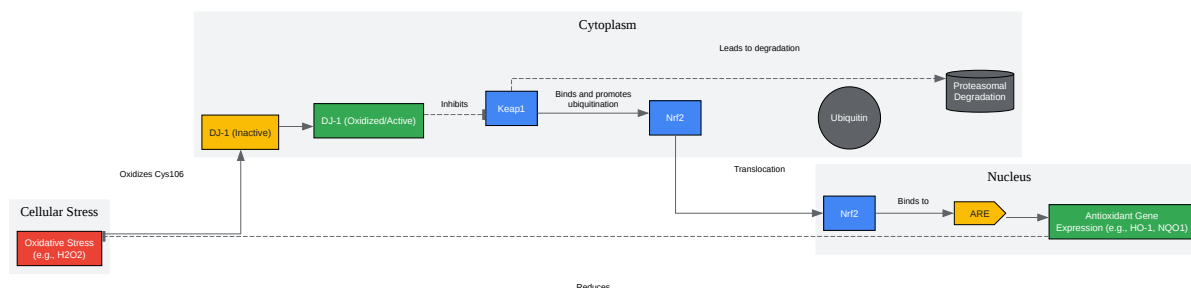 Cytoplasm
Leads to degradation
Proteasomal
Degradation
Keap1
Binds and promotes
ubiquitination
Inhibits
DJ-1 (Oxidized/Active)
Nrf2
Ubiquitin
DJ-1 (Inactive)
Oxidizes Cys106
Translocation
Nucleus
Cellular Stress
Nrf2
Binds to
ARE
Antioxidant Gene
Expression (e.g., HO-1, NQO1)
Oxidative Stress
(e.g., H2O2)
Reduces